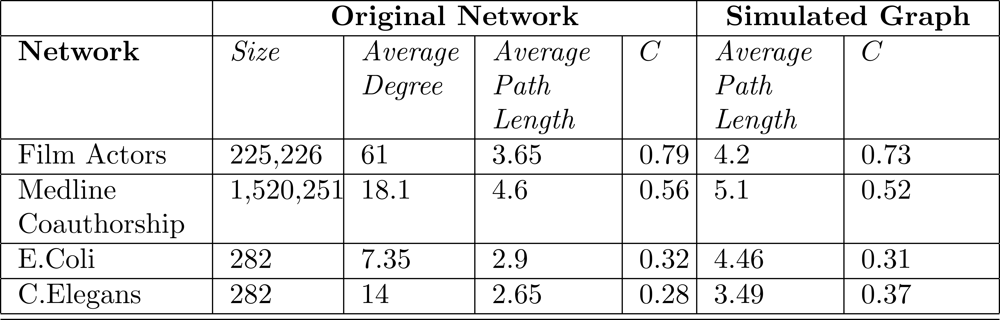 Original Network Simulated Graph
Network Size Average Average C Average C
Degree Path Path
Length Length
Film Actors 225,226 61 3.65 0.79 4.2 0.73
Medline 1,520,251 18.1 4.6 0.56 5.1 0.52
Coauthorship
E.Coli 282 7.35 2.9 0.32 4.46 0.31
C.Elegans 282 14 2.65 0.28 3.49 0.37